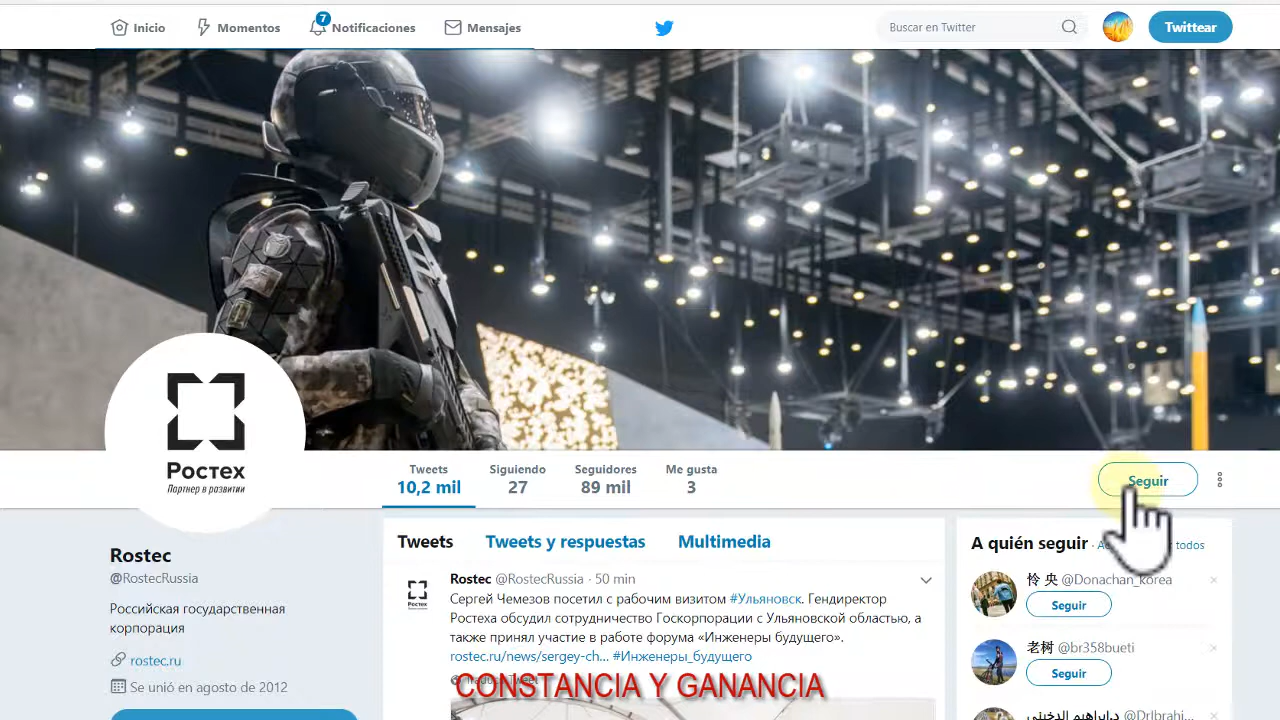 Inicio
Momentos
7
Notificaciones
Mensajes
Buscar en Twitter
Twittear
Ростех
Партнер в развитии
Tweets
10,2 mil
Siguiendo
27
Seguidores
89 mil
Me gusta
3
Seguir
Rostec
@RostecRussia
Российская государственная
корпорация
rostec.ru
Se unió en agosto de 2012
Tweets
Tweets y respuestas
Multimedia
Ростех
Rostec @RostecRussia · 50 min
Сергей Чемезов посетил с рабочим визитом #Ульяновск. Гендиректор
Ростеха обсудил сотрудничество Госкорпорации с Ульяновской областью, а
также принял участие в работе форума «Инженеры будущего».
rostec.ru/news/sergey-ch... #Инженеры_будущего
CONSTANCIA Y GANANCIA
A quién seguir ·
todos
怜 央 @Donachan_korea
Seguir
老树 @br358bueti
Seguir
@DrIbrahi...